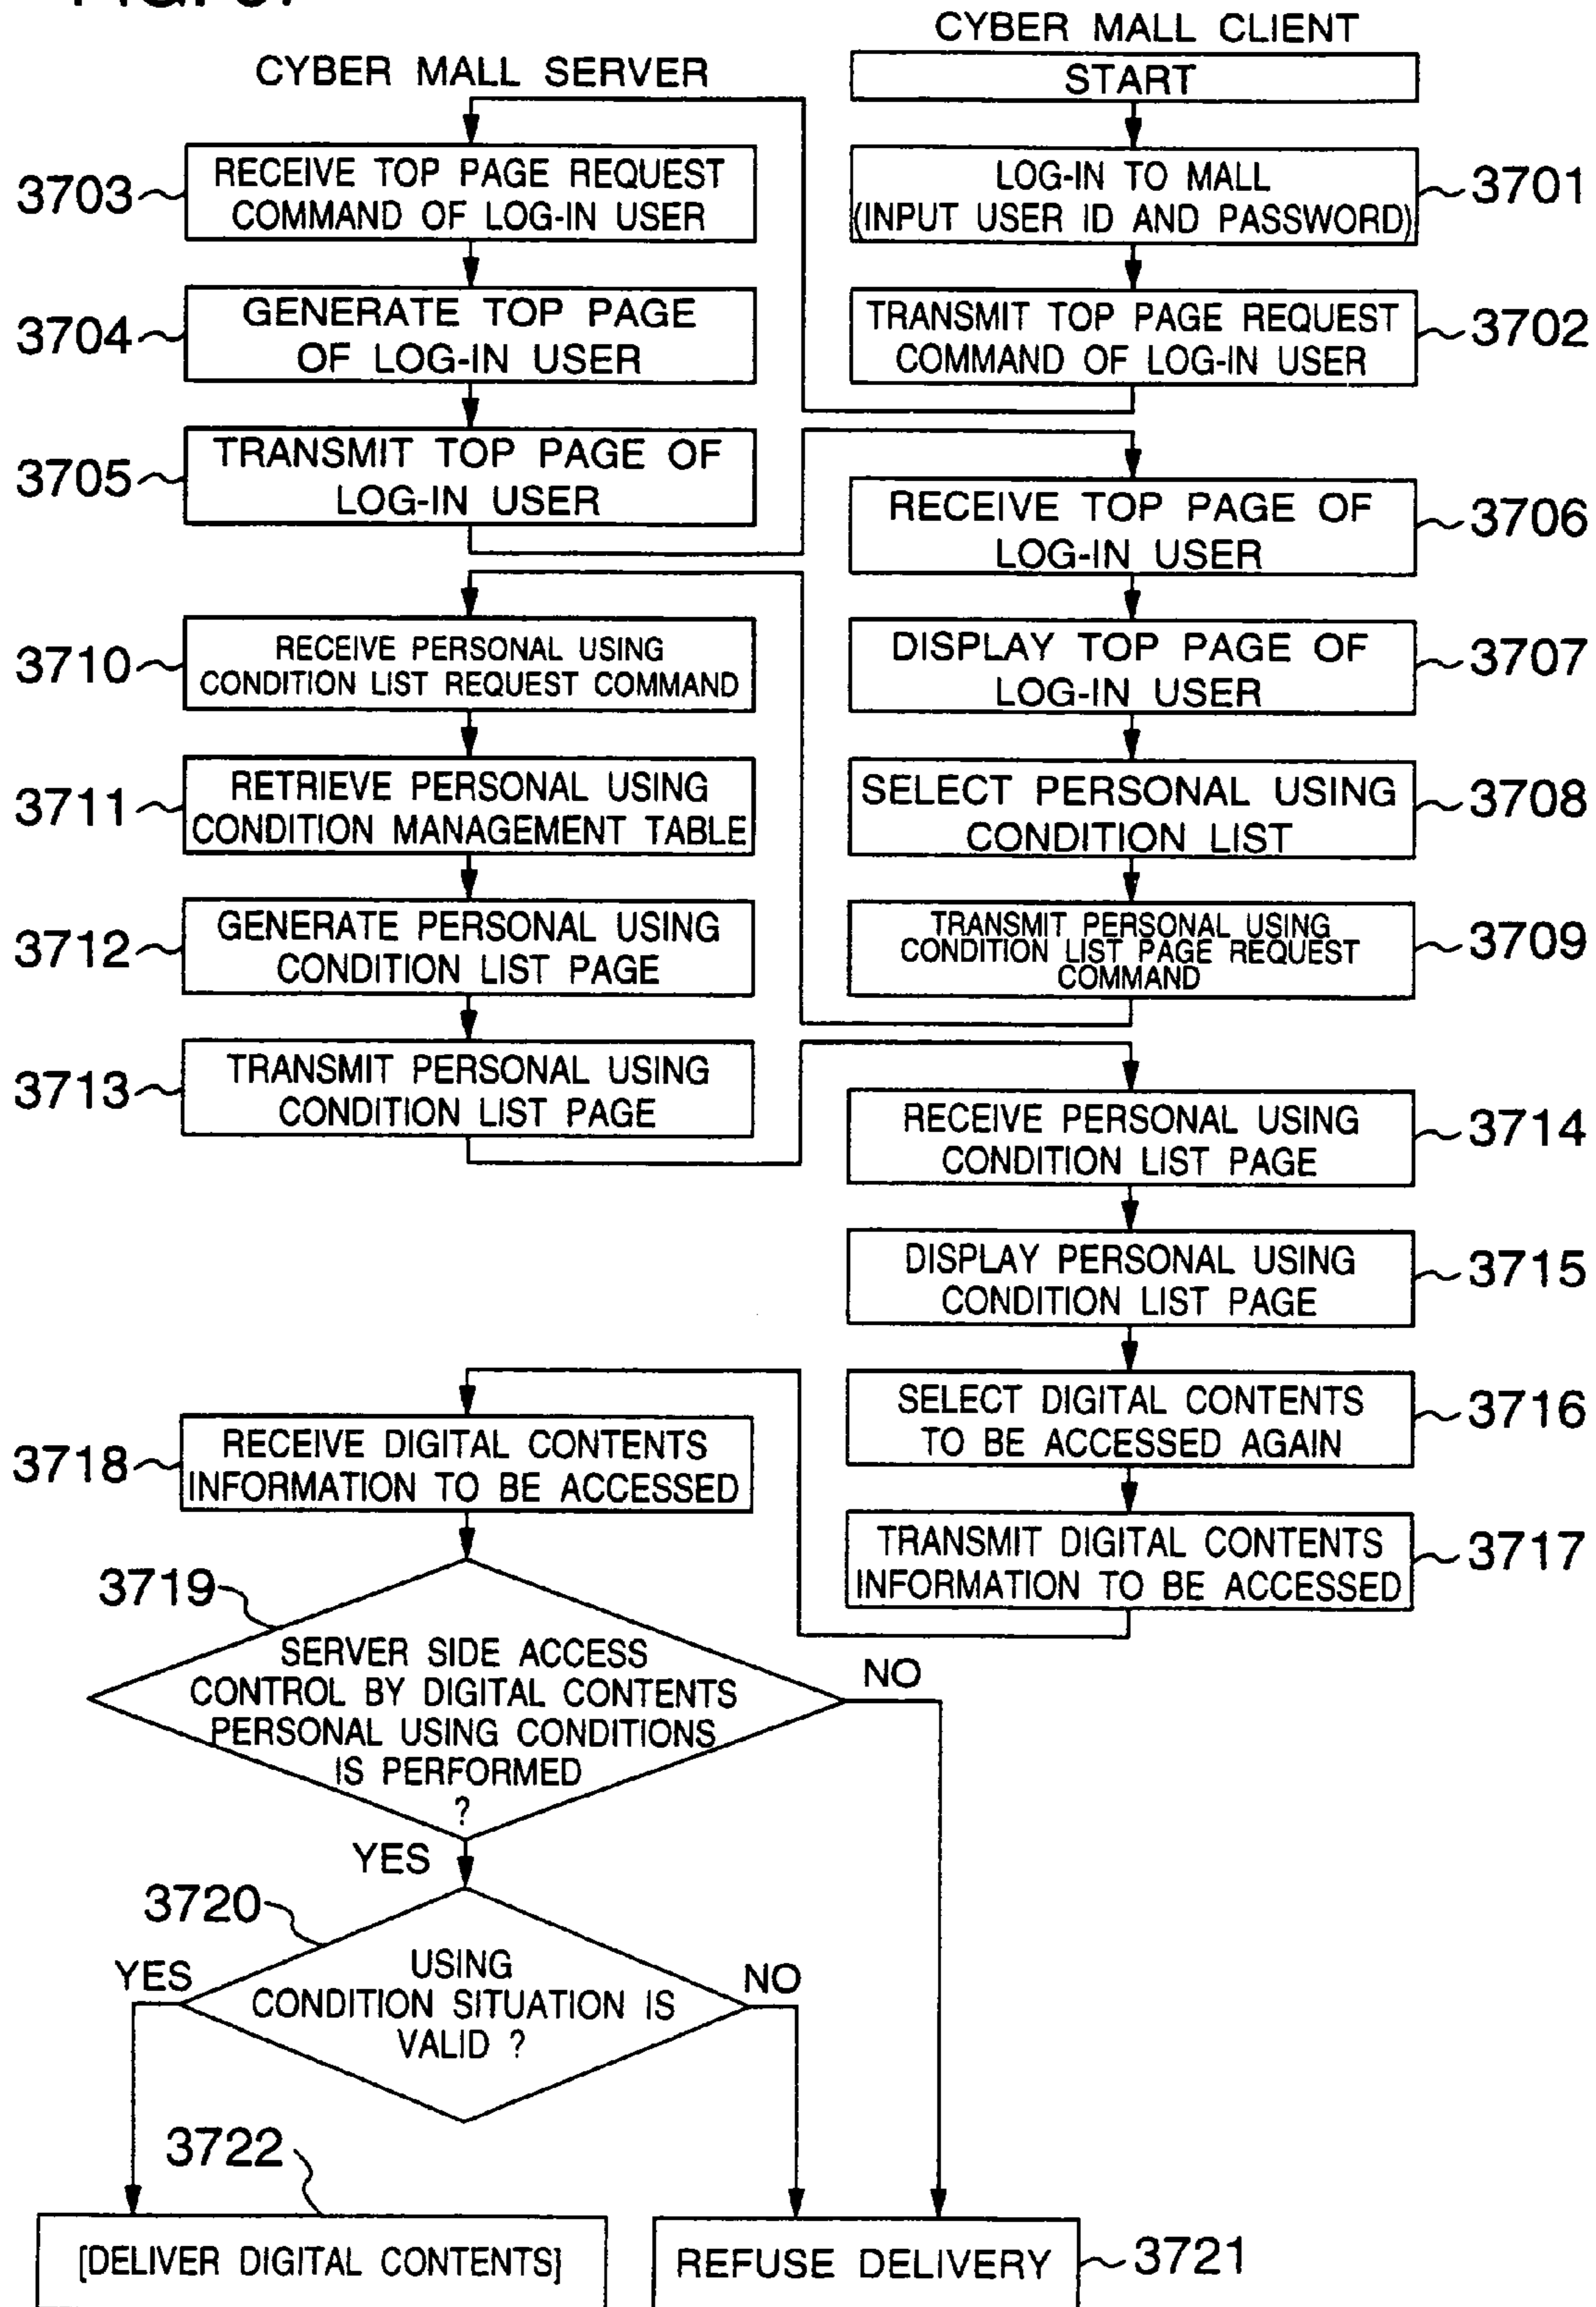 CYBER MALL CLIENT
CYBER MALL SERVER
START
3703
RECEIVE TOP PAGE REQUEST
COMMAND OF LOG-IN USER
LOG-IN TO MALL
(INPUT USER ID AND PASSWORD)
3701
3704
GENERATE TOP PAGE
OF LOG-IN USER
TRANSMIT TOP PAGE REQUEST
COMMAND OF LOG-IN USER
3702
3705
TRANSMIT TOP PAGE OF
LOG-IN USER
RECEIVE TOP PAGE OF
LOG-IN USER
3706
3710
RECEIVE PERSONAL USING
CONDITION LIST REQUEST COMMAND
DISPLAY TOP PAGE OF
LOG-IN USER
3707
3711
RETRIEVE PERSONAL USING
CONDITION MANAGEMENT TABLE
SELECT PERSONAL USING
CONDITION LIST
3708
3712
GENERATE PERSONAL USING
CONDITION LIST PAGE
TRANSMIT PERSONAL USING
CONDITION LIST PAGE REQUEST
COMMAND
3709
3713
TRANSMIT PERSONAL USING
CONDITION LIST PAGE
RECEIVE PERSONAL USING
CONDITION LIST PAGE
3714
DISPLAY PERSONAL USING
CONDITION LIST PAGE
3715
SELECT DIGITAL CONTENTS
TO BE ACCESSED AGAIN
3716
3718
RECEIVE DIGITAL CONTENTS
INFORMATION TO BE ACCESSED
TRANSMIT DIGITAL CONTENTS
INFORMATION TO BE ACCESSED
3717
3719
SERVER SIDE ACCESS
CONTROL BY DIGITAL CONTENTS
PERSONAL USING CONDITIONS
IS PERFORMED
?
NO
YES
3720
USING
CONDITION SITUATION IS
VALID ?
YES
NO
3722
[DELIVER DIGITAL CONTENTS]
REFUSE DELIVERY
3721